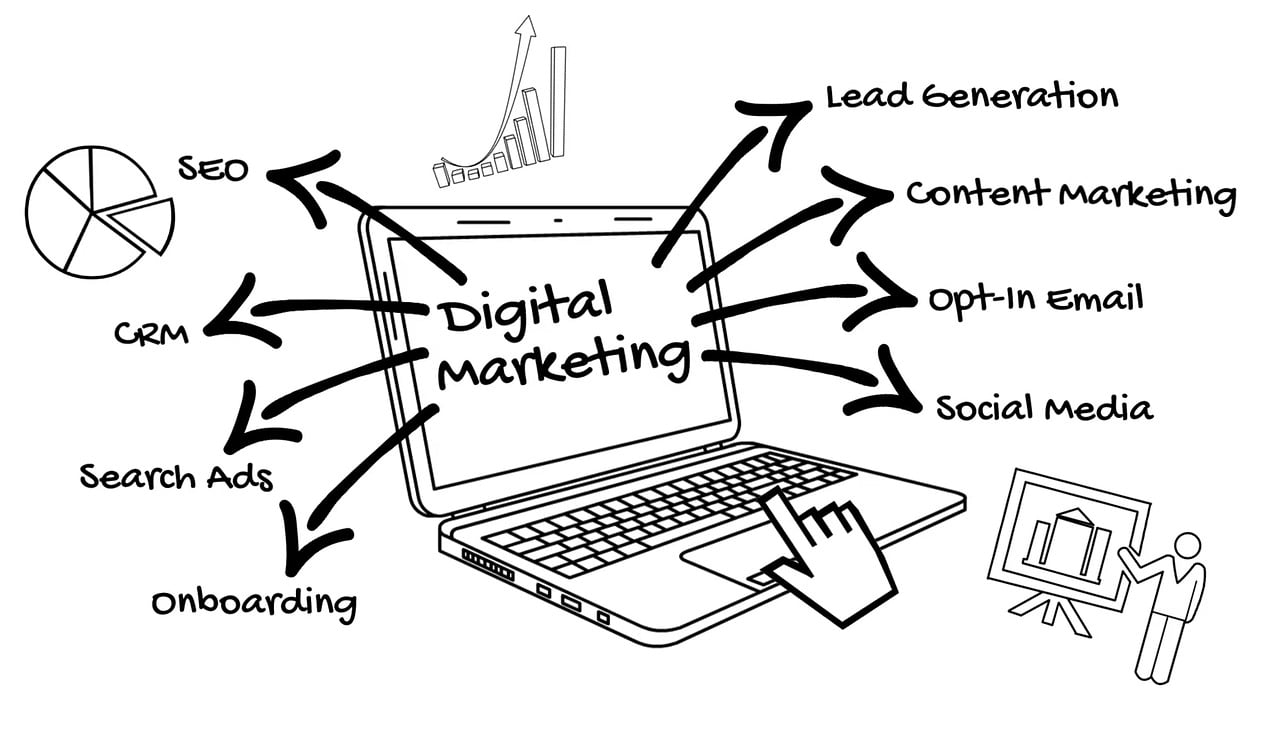 Lead Generation
SEO
Content Marketing
CRM
Digital
Marketing
Opt-In Email
Social Media
Search Ads
Onboarding